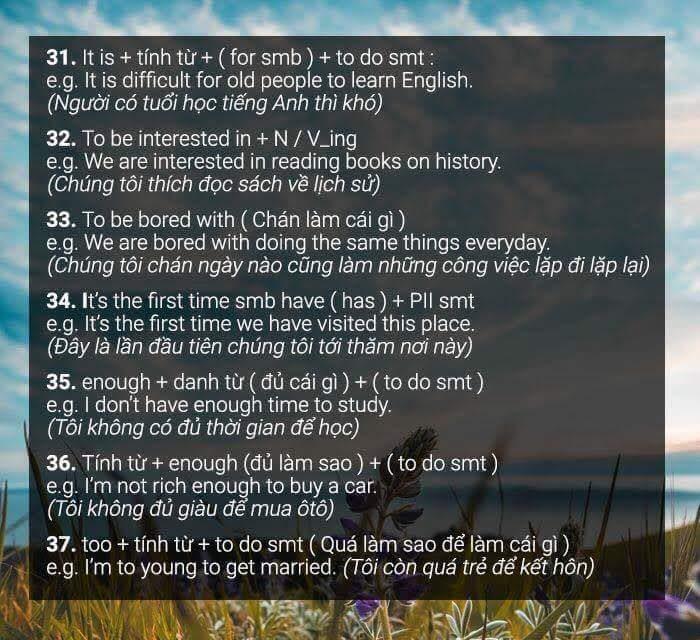 31. It is + tính từ + ( for smb ) + to do smt :
e.g. It is difficult for old people to learn English.
(Người có tuổi học tiếng Anh thì khó)
32. To be interested in + N / V_ing
e.g. We are interested in reading books on history.
(Chúng tôi thích đọc sách về lịch sử)
33. To be bored with ( Chán làm cái gì )
e.g. We are bored with doing the same things everyday.
(Chúng tôi chán ngày nào cũng làm những công việc lặp đi lặp lại)
34. It's the first time smb have ( has ) + PII smt
e.g. It's the first time we have visited this place.
(Đây là lần đầu tiên chúng tôi tới thăm nơi này)
35. enough + danh từ ( đủ cái gì ) + ( to do smt )
e.g. I don't have enough time to study.
(Tôi không có đủ thời gian để học)
36. Tính từ + enough (đủ làm sao ) + ( to do smt )
e.g. I'm not rich enough to buy a car.
(Tôi không đủ giàu để mua ôtô)
37. too + tính từ + to do smt ( Quá làm sao để làm cái gì )
e.g. I'm to young to get married. (Tôi còn quá trẻ để kết hôn)